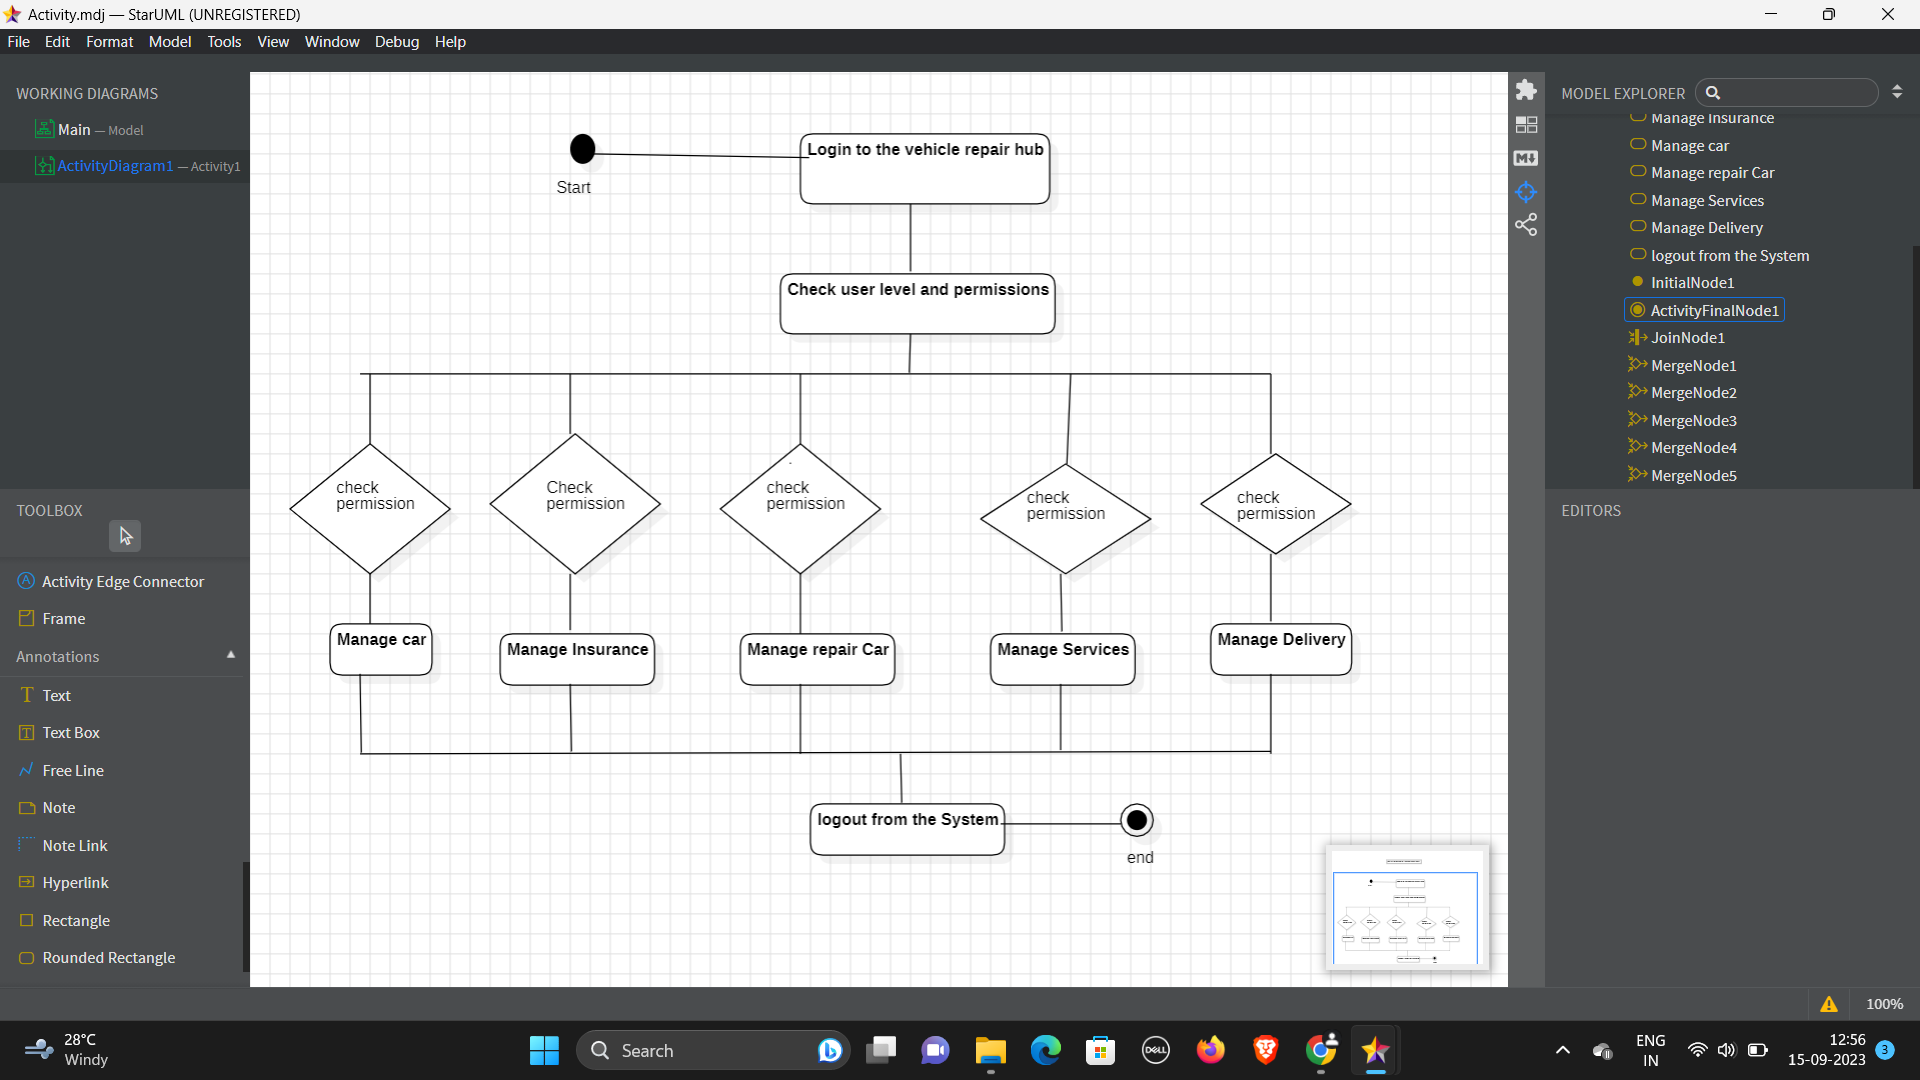 Activity.mdj — StarUML (UNREGISTERED)
File Edit Format Model Tools View Window Debug Help
WORKING DIAGRAMS
Main — Model
ActivityDiagram1 — Activity1
TOOLBOX
Activity Edge Connector
Frame
Annotations
Text
Text Box
Free Line
Note
Note Link
Hyperlink
Rectangle
Rounded Rectangle
Start
Login to the vehicle repair hub
Check user level and permissions
check
permission
Check
permission
check
permission
check
permission
check
permission
Manage car
Manage Insurance
Manage repair Car
Manage Services
Manage Delivery
logout from the System
end
MODEL EXPLORER
Manage Insurance
Manage car
Manage repair Car
Manage Services
Manage Delivery
logout from the System
InitialNode1
ActivityFinalNode1
JoinNode1
MergeNode1
MergeNode2
MergeNode3
MergeNode4
MergeNode5
EDITORS
100%
28°C
Windy
Search
DELL
ENG
IN
12:56
15-09-2023
3